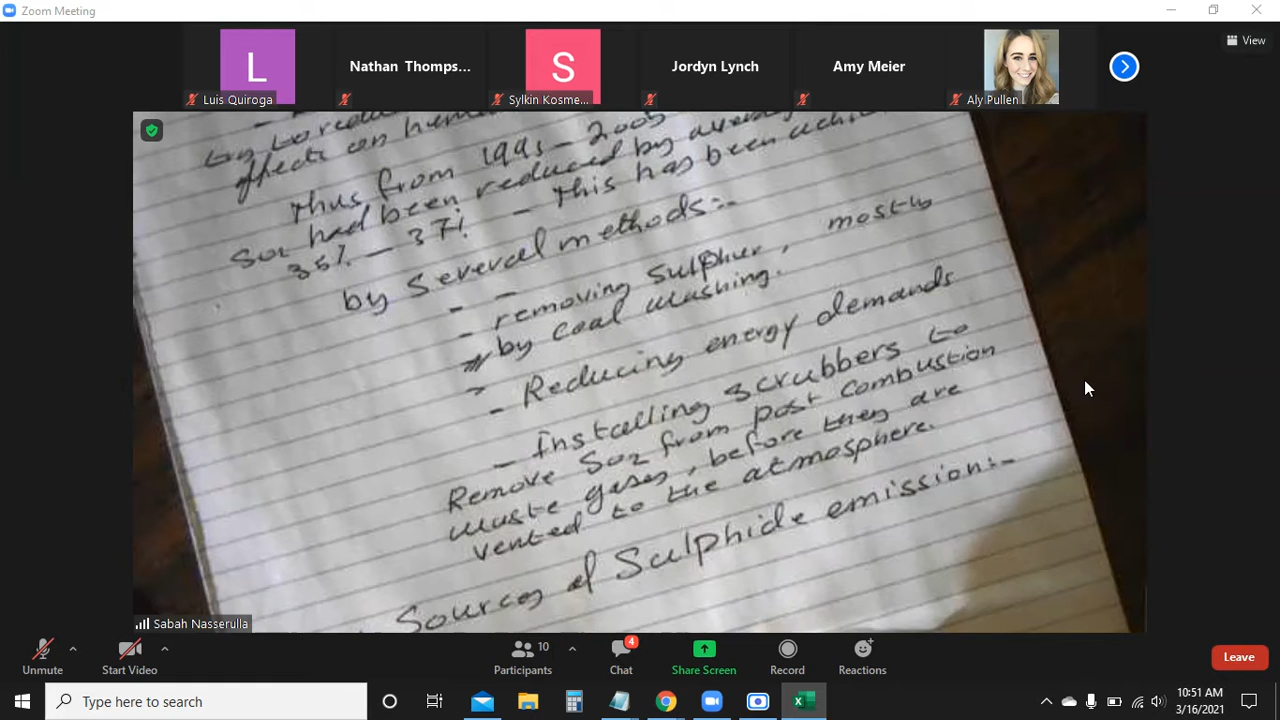 Zoom Meeting
View
L
Luis Quiroga
Nathan Thomps...
S
Sylkin Kosme...
Jordyn Lynch
Amy Meier
Aly Pullen
effects on
Thus from 1995 - 2005
SO2 had been reduced by
35% - 37% - This has been
by several methods:-
- removing sulphur, mostly
by coal washing.
- Reducing energy demands
- Installing scrubbers to
Remove SO2 from post combustion
waste gases, before they are
vented to the atmosphere.
Sources of Sulphide emission:-
Sabah Nasserulla
Unmute
Start Video
Participants
10
Chat
4
Share Screen
Record
Reactions
Leave
Type here to search
10:51 AM
3/16/2021